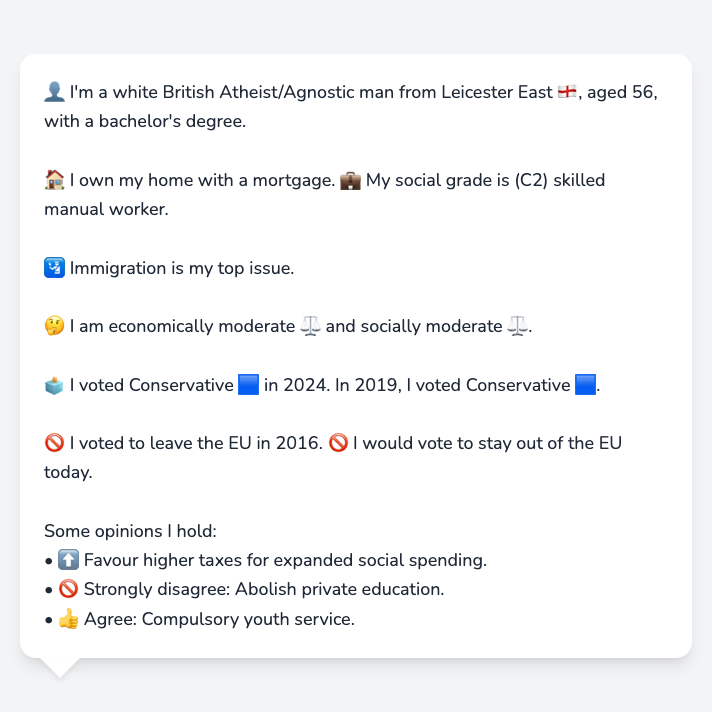 👤 I'm a white British Atheist/Agnostic man from Leicester East 🏴󠁧󠁢󠁥󠁮󠁧󠁿, aged 56,
with a bachelor's degree.
🏠 I own my home with a mortgage. 💼 My social grade is (C2) skilled
manual worker.
🛂 Immigration is my top issue.
🤔 I am economically moderate ⚖️ and socially moderate ⚖️.
🗳️ I voted Conservative 🟦 in 2024. In 2019, I voted Conservative 🟦.
🚫 I voted to leave the EU in 2016. 🚫 I would vote to stay out of the EU
today.
Some opinions I hold:
• ⬆️ Favour higher taxes for expanded social spending.
• 🚫 Strongly disagree: Abolish private education.
• 👍 Agree: Compulsory youth service.